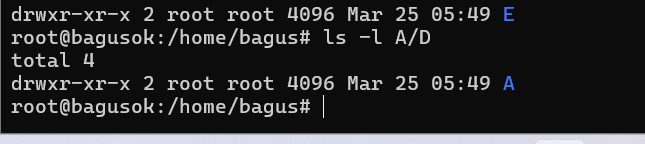 drwxr-xr-x 2 root root 4096 Mar 25 05:49 E
root@bagusok:/home/bagus# ls -l A/D
total 4
drwxr-xr-x 2 root root 4096 Mar 25 05:49 A
root@bagusok:/home/bagus#